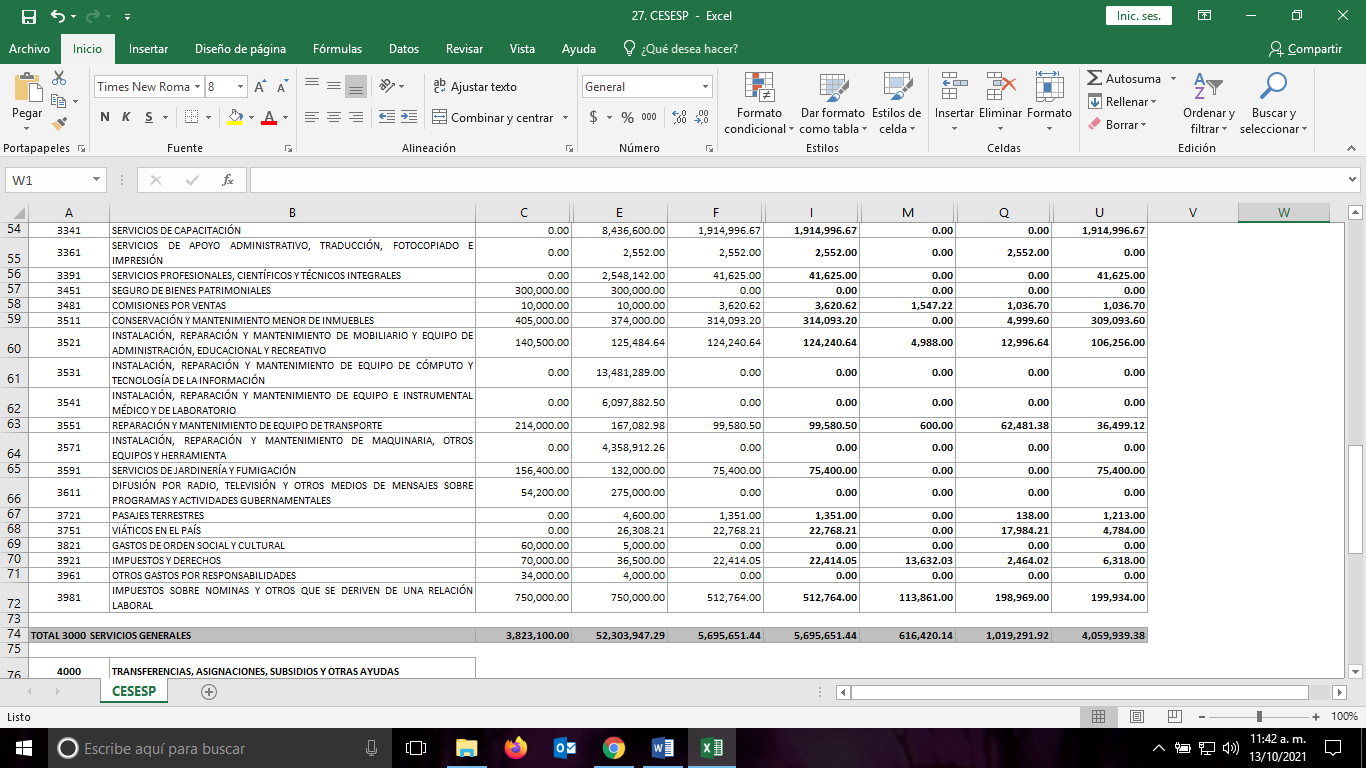 27. CESESP - Excel
Inic. ses.
Archivo Inicio Insertar Diseño de página Fórmulas Datos Revisar Vista Ayuda ¿Qué desea hacer? Compartir
Pegar
Times New Roma 8
N K S
Ajustar texto
Combinar y centrar
General
$ % 000
Formato condicional
Dar formato como tabla
Estilos de celda
Insertar Eliminar Formato
Autosuma
Rellenar
Borrar
Ordenar y filtrar
Buscar y seleccionar
Portapapeles Fuente Alineación Número Estilos Celdas Edición
W1 fx
A B C E F I M Q U V W
54 3341 SERVICIOS DE CAPACITACIÓN 0.00 8,436,600.00 1,914,996.67 1,914,996.67 0.00 0.00 1,914,996.67
55 3361 SERVICIOS DE APOYO ADMINISTRATIVO, TRADUCCIÓN, FOTOCOPIADO E
IMPRESIÓN 0.00 2,552.00 2,552.00 2,552.00 0.00 2,552.00 0.00
56 3391 SERVICIOS PROFESIONALES, CIENTÍFICOS Y TÉCNICOS INTEGRALES 0.00 2,548,142.00 41,625.00 41,625.00 0.00 0.00 41,625.00
57 3451 SEGURO DE BIENES PATRIMONIALES 300,000.00 300,000.00 0.00 0.00 0.00 0.00 0.00
58 3481 COMISIONES POR VENTAS 10,000.00 10,000.00 3,620.62 3,620.62 1,547.22 1,036.70 1,036.70
59 3511 CONSERVACIÓN Y MANTENIMIENTO MENOR DE INMUEBLES 405,000.00 374,000.00 314,093.20 314,093.20 0.00 4,999.60 309,093.60
60 3521 INSTALACIÓN, REPARACIÓN Y MANTENIMIENTO DE MOBILIARIO Y EQUIPO DE
ADMINISTRACIÓN, EDUCACIONAL Y RECREATIVO 140,500.00 125,484.64 124,240.64 124,240.64 4,988.00 12,996.64 106,256.00
61 3531 INSTALACIÓN, REPARACIÓN Y MANTENIMIENTO DE EQUIPO DE CÓMPUTO Y
TECNOLOGÍA DE LA INFORMACIÓN 0.00 13,481,289.00 0.00 0.00 0.00 0.00 0.00
62 3541 INSTALACIÓN, REPARACIÓN Y MANTENIMIENTO DE EQUIPO E INSTRUMENTAL
MÉDICO Y DE LABORATORIO 0.00 6,097,882.50 0.00 0.00 0.00 0.00 0.00
63 3551 REPARACIÓN Y MANTENIMIENTO DE EQUIPO DE TRANSPORTE 214,000.00 167,082.98 99,580.50 99,580.50 600.00 62,481.38 36,499.12
64 3571 INSTALACIÓN, REPARACIÓN Y MANTENIMIENTO DE MAQUINARIA, OTROS
EQUIPOS Y HERRAMIENTA 0.00 4,358,912.26 0.00 0.00 0.00 0.00 0.00
65 3591 SERVICIOS DE JARDINERÍA Y FUMIGACIÓN 156,400.00 132,000.00 75,400.00 75,400.00 0.00 0.00 75,400.00
66 3611 DIFUSIÓN POR RADIO, TELEVISIÓN Y OTROS MEDIOS DE MENSAJES SOBRE
PROGRAMAS Y ACTIVIDADES GUBERNAMENTALES 54,200.00 275,000.00 0.00 0.00 0.00 0.00 0.00
67 3721 PASAJES TERRESTRES 0.00 4,600.00 1,351.00 1,351.00 0.00 138.00 1,213.00
68 3751 VIÁTICOS EN EL PAÍS 0.00 26,308.21 22,768.21 22,768.21 0.00 17,984.21 4,784.00
69 3821 GASTOS DE ORDEN SOCIAL Y CULTURAL 60,000.00 5,000.00 0.00 0.00 0.00 0.00 0.00
70 3921 IMPUESTOS Y DERECHOS 70,000.00 36,500.00 22,414.05 22,414.05 13,632.03 2,464.02 6,318.00
71 3961 OTROS GASTOS POR RESPONSABILIDADES 34,000.00 4,000.00 0.00 0.00 0.00 0.00 0.00
72 3981 IMPUESTOS SOBRE NOMINAS Y OTROS QUE SE DERIVEN DE UNA RELACIÓN
LABORAL 750,000.00 750,000.00 512,764.00 512,764.00 113,861.00 198,969.00 199,934.00
73
74 TOTAL 3000 SERVICIOS GENERALES 3,823,100.00 52,303,947.29 5,695,651.44 5,695,651.44 616,420.14 1,019,291.92 4,059,939.38
75
76 4000 TRANSFERENCIAS, ASIGNACIONES, SUBSIDIOS Y OTRAS AYUDAS
CESESP
Listo 100%
Escribe aquí para buscar
11:42 a. m.
13/10/2021